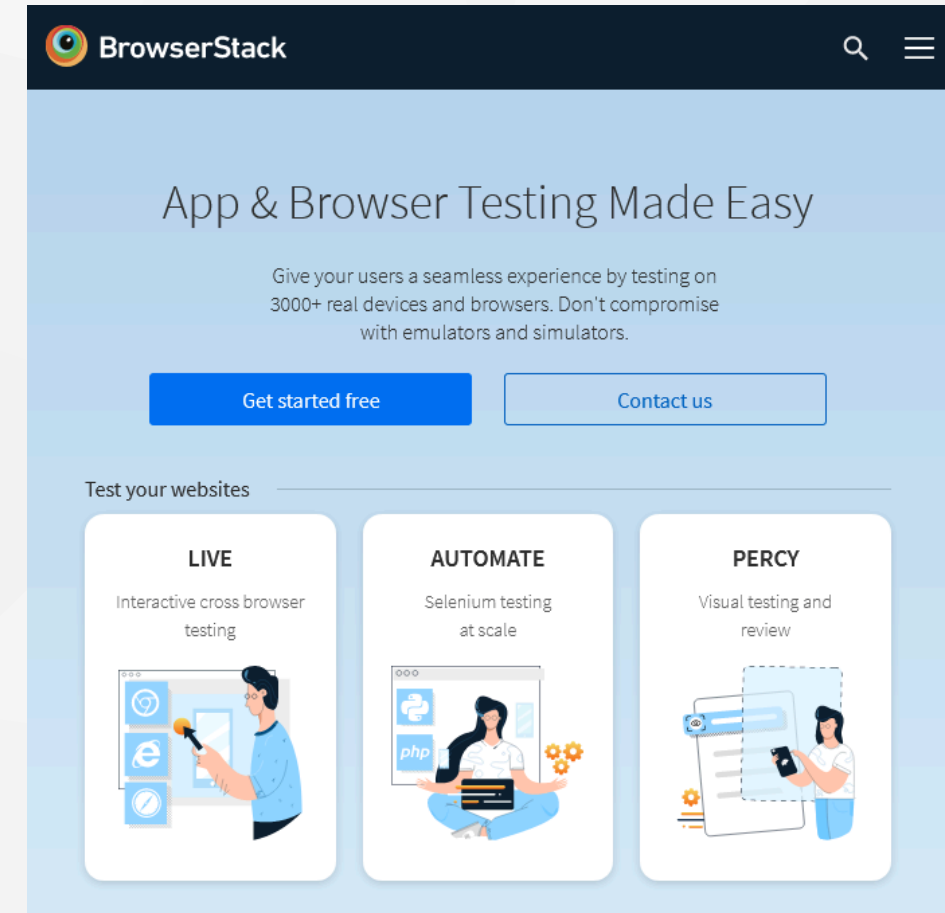 BrowserStack
App & Browser Testing Made Easy
Give your users a seamless experience by testing on
3000+ real devices and browsers. Don't compromise
with emulators and simulators.
Get started free
Contact us
Test your websites
LIVE
Interactive cross browser
testing
AUTOMATE
Selenium testing
at scale
php
PERCY
Visual testing and
review